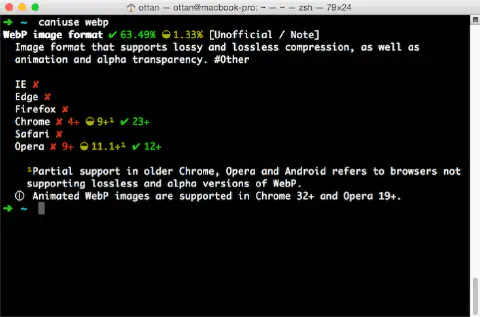 ottan — ottan@macbook-pro: ~ — ~ — zsh — 79×24
➜ ~ caniuse webp
WebP image format ✔ 63.49% ◒ 1.33% [Unofficial / Note]
Image format that supports lossy and lossless compression, as well as
animation and alpha transparency. #Other
IE ✘
Edge ✘
Firefox ✘
Chrome ✘ 4+ ◒ 9+¹ ✔ 23+
Safari ✘
Opera ✘ 9+ ◒ 11.1+¹ ✔ 12+
¹Partial support in older Chrome, Opera and Android refers to browsers not
supporting lossless and alpha versions of WebP.
ⓘ Animated WebP images are supported in Chrome 32+ and Opera 19+.
➜ ~